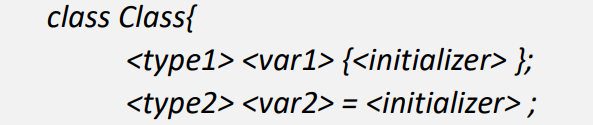 class Class{
<type1> <var1> {<initializer> };
<type2> <var2> = <initializer> ;